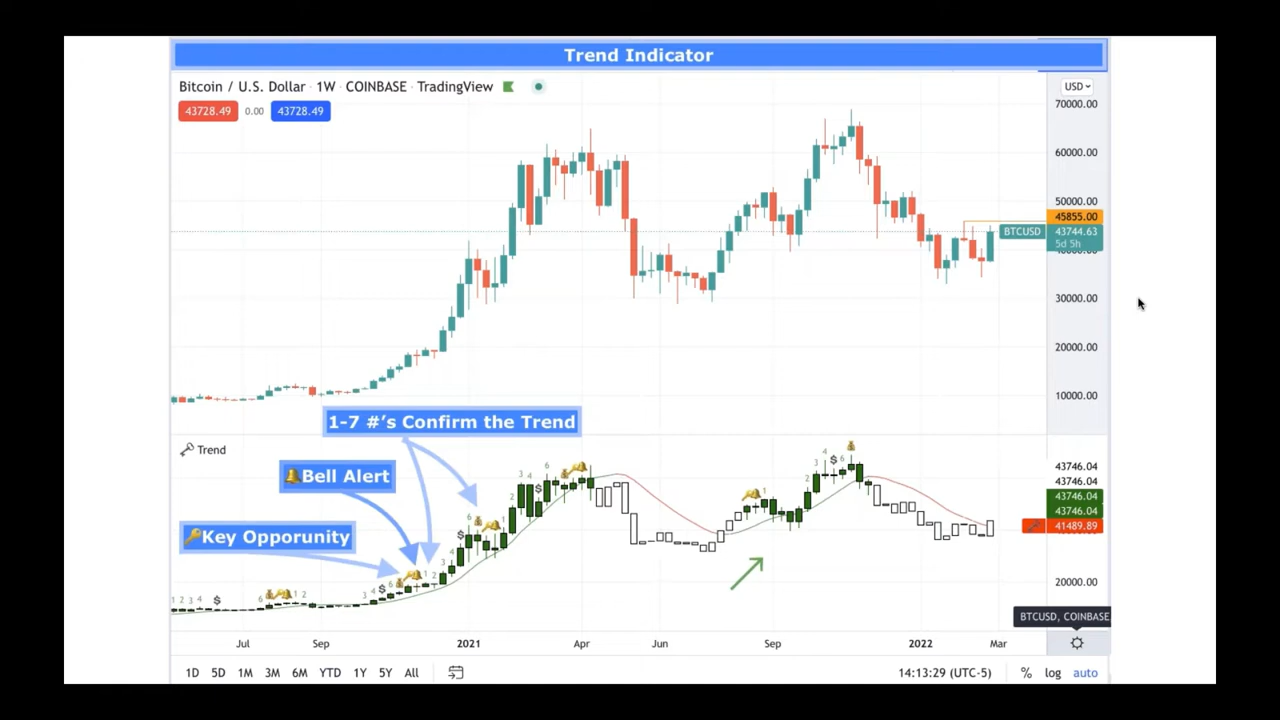 Trend Indicator
Bitcoin / U.S. Dollar · 1W · COINBASE · TradingView
USD
43728.49 0.00 43728.49
70000.00
60000.00
50000.00
45855.00
BTCUSD 43744.63
5d 5h
30000.00
20000.00
10000.00
1-7 #'s Confirm the Trend
Trend
Bell Alert
Key Opporunity
43746.04
43746.04
43746.04
43746.04
41489.89
20000.00
BTCUSD, COINBASE
Jul Sep 2021 Apr Jun Sep 2022 Mar
1D 5D 1M 3M 6M YTD 1Y 5Y All 14:13:29 (UTC-5) % log auto